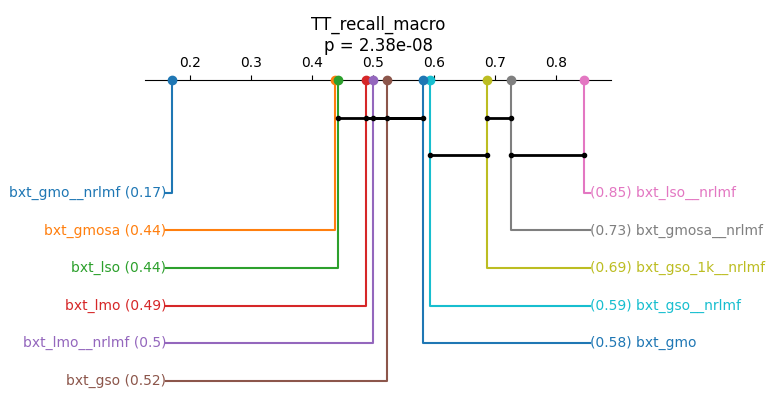 TT_recall_macro
p = 2.38e-08
0.2 0.3 0.4 0.5 0.6 0.7 0.8
bxt_gmo__nrlmf (0.17) (0.85) bxt_lso__nrlmf
bxt_gmosa (0.44) (0.73) bxt_gmosa__nrlmf
bxt_lso (0.44) (0.69) bxt_gso_1k__nrlmf
bxt_lmo (0.49) (0.59) bxt_gso__nrlmf
bxt_lmo__nrlmf (0.5) (0.58) bxt_gmo
bxt_gso (0.52)